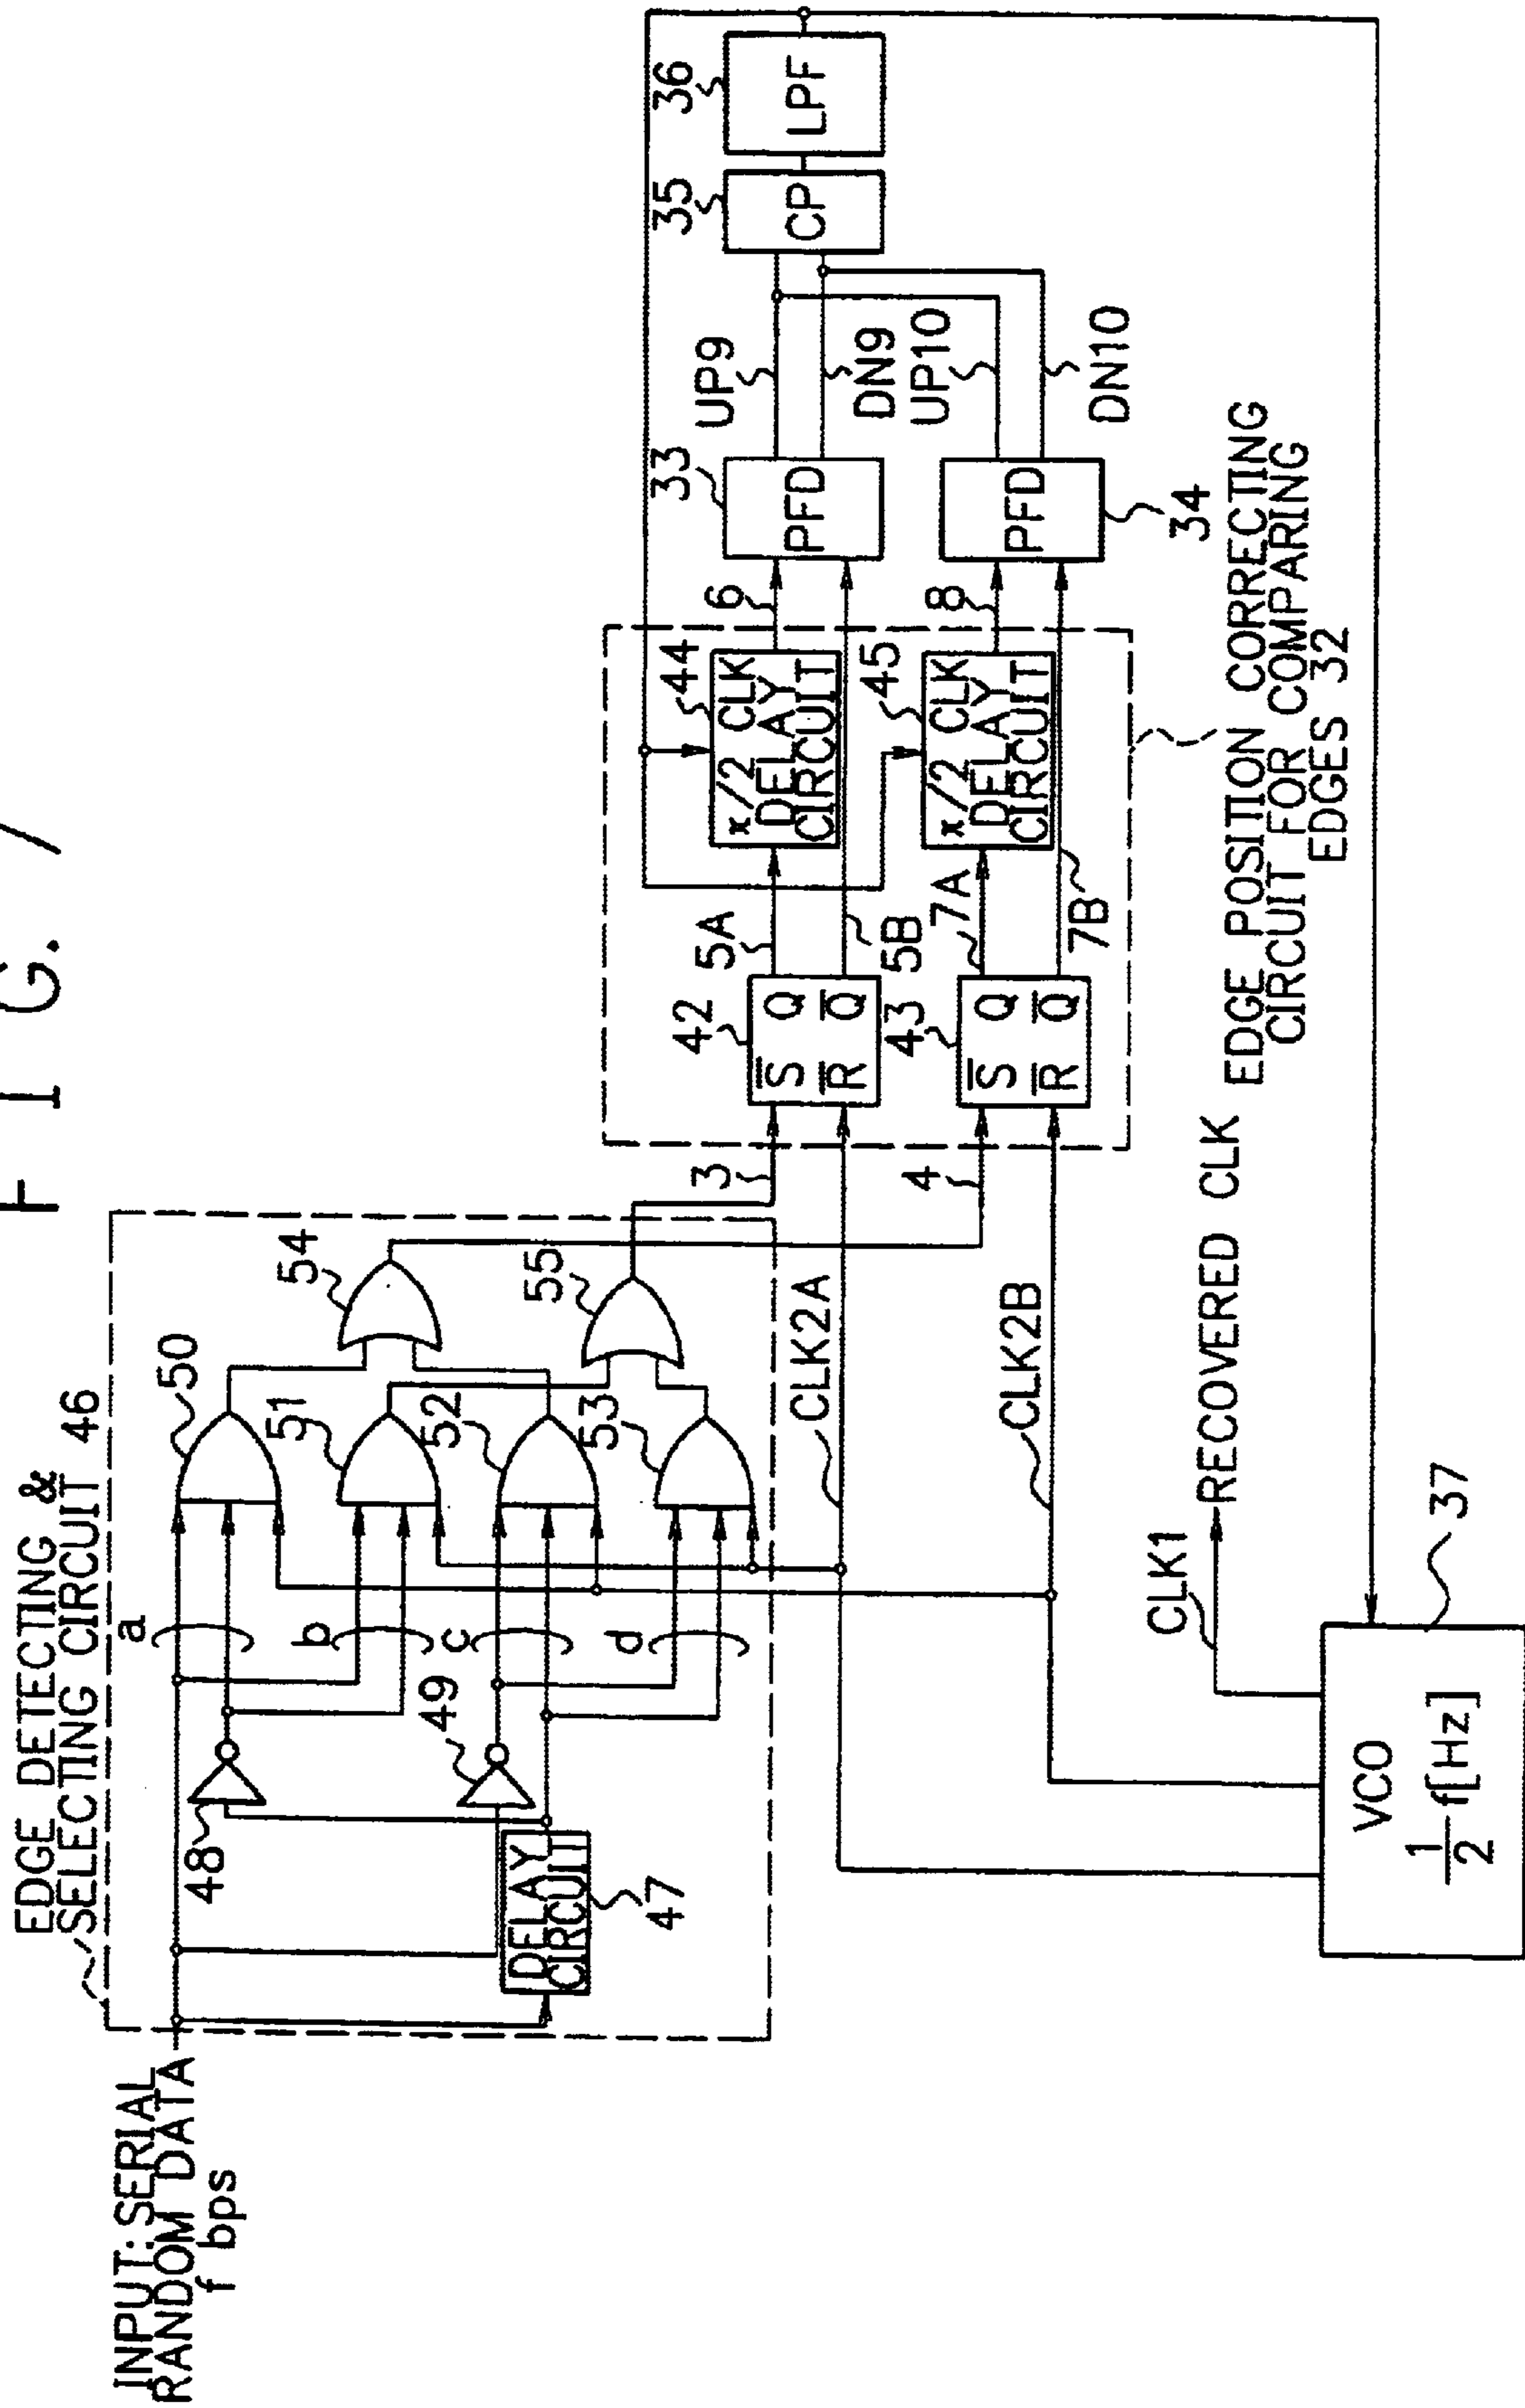 F I G. 7
EDGE DETECTING &
SELECTING CIRCUIT 46
INPUT: SERIAL
RANDOM DATA
f bps
48
49
DELAY
CIRCUIT
47
a
b
c
d
50
51
52
53
54
55
3
4
CLK2A
CLK2B
CLK1
RECOVERED CLK
VCO
1/2 f[Hz]
37
42
S Q
R Q
43
S Q
R Q
5A
5B
7A
7B
44
π/2 CLK
DELAY
CIRCUIT
45
π/2 CLK
DELAY
CIRCUIT
6
8
EDGE POSITION CORRECTING
CIRCUIT FOR COMPARING
EDGES 32
33
PFD
PFD
34
UP9
DN9
UP10
DN10
35
CP
36
LPF